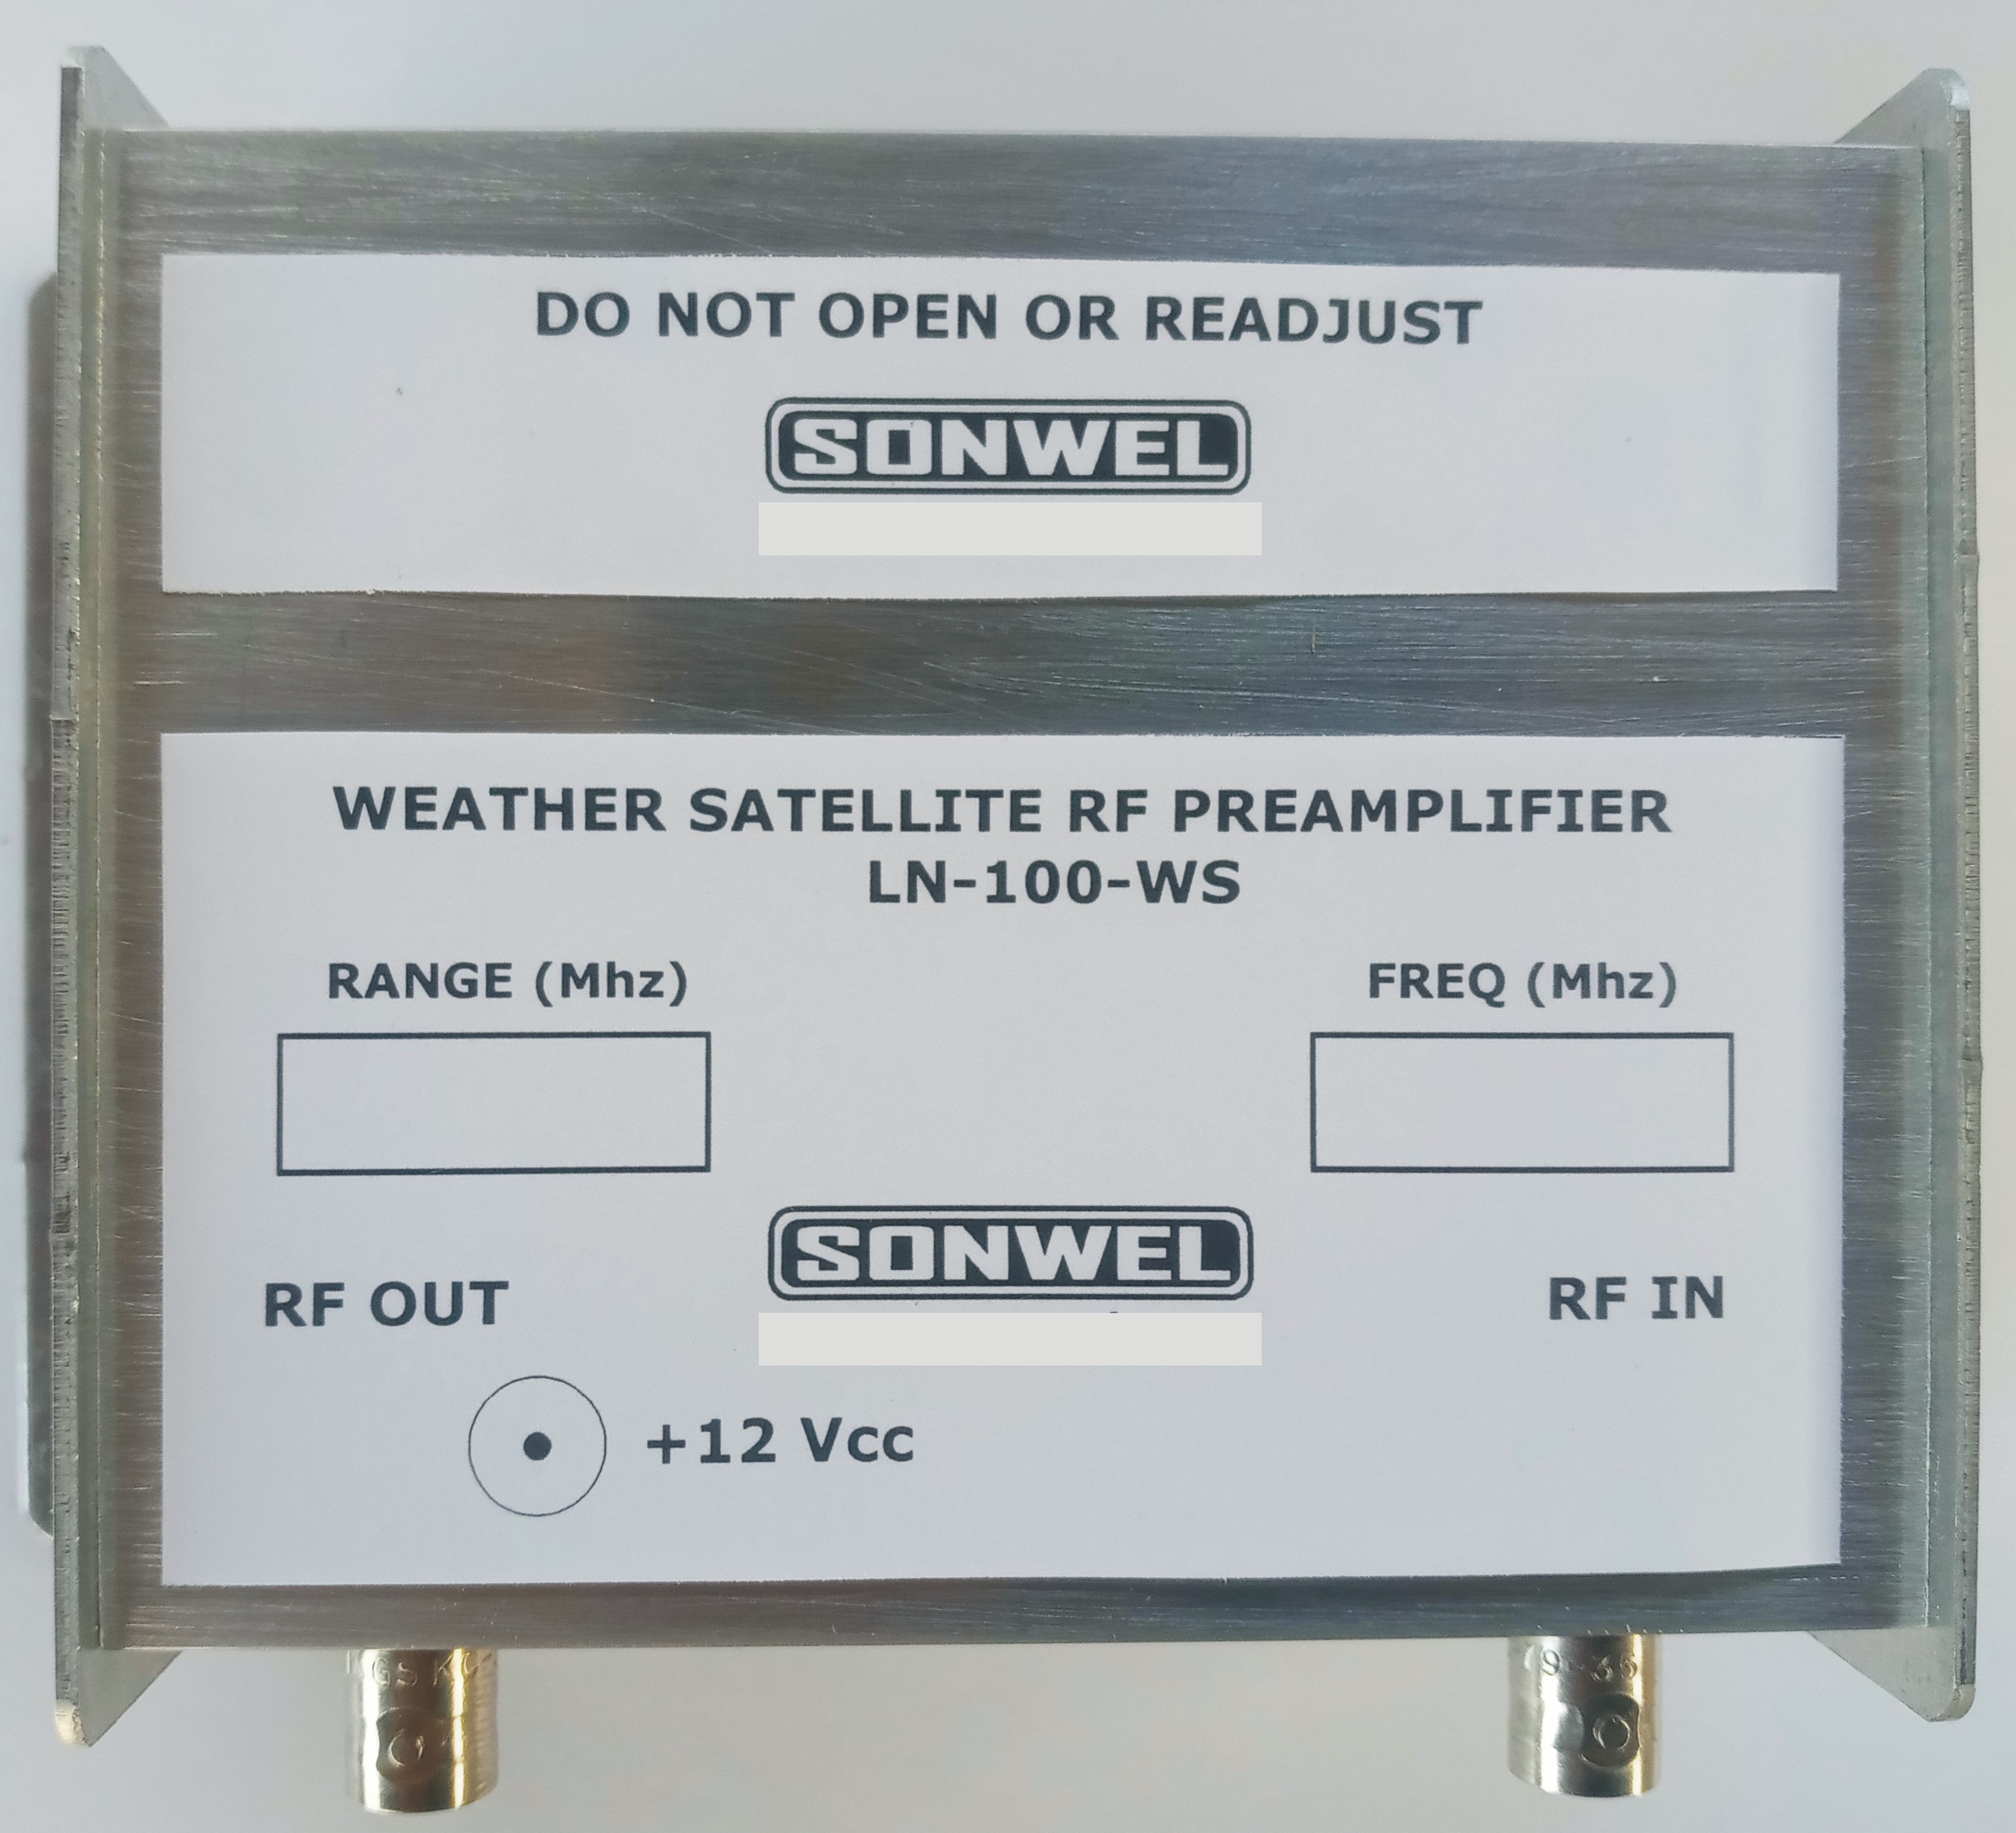 DO NOT OPEN OR READJUST
SONWEL
WEATHER SATELLITE RF PREAMPLIFIER
LN-100-WS
RANGE (Mhz) FREQ (Mhz)
SONWEL
RF OUT RF IN
+12 Vcc